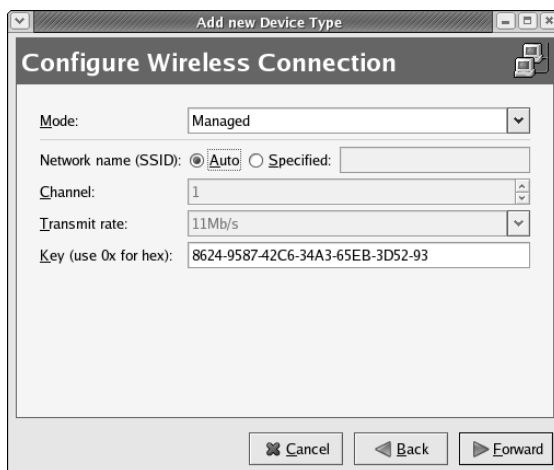 Add new Device Type
Configure Wireless Connection
Mode: Managed
Network name (SSID): Auto Specified:
Channel: 1
Transmit rate: 11Mb/s
Key (use 0x for hex): 8624-9587-42C6-34A3-65EB-3D52-93
Cancel Back Forward